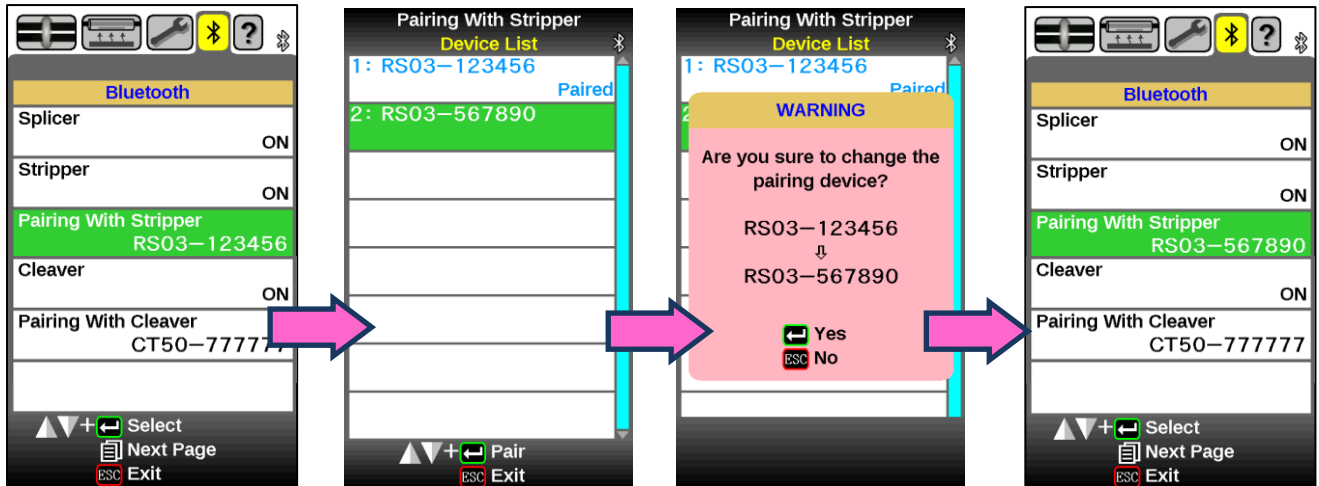 ?
Bluetooth
Splicer
ON
Stripper
ON
Pairing With Stripper
RS03-123456
Cleaver
ON
Pairing With Cleaver
CT50-777777
+ Select
Next Page
ESC Exit
Pairing With Stripper
Device List
1: RS03-123456
Paired
2: RS03-567890
+ Pair
ESC Exit
Pairing With Stripper
Device List
1: RS03-123456
Paired
2
WARNING
Are you sure to change the
pairing device?
RS03-123456
⇩
RS03-567890
Yes
ESC No
?
Bluetooth
Splicer
ON
Stripper
ON
Pairing With Stripper
RS03-567890
Cleaver
ON
Pairing With Cleaver
CT50-777777
+ Select
Next Page
ESC Exit